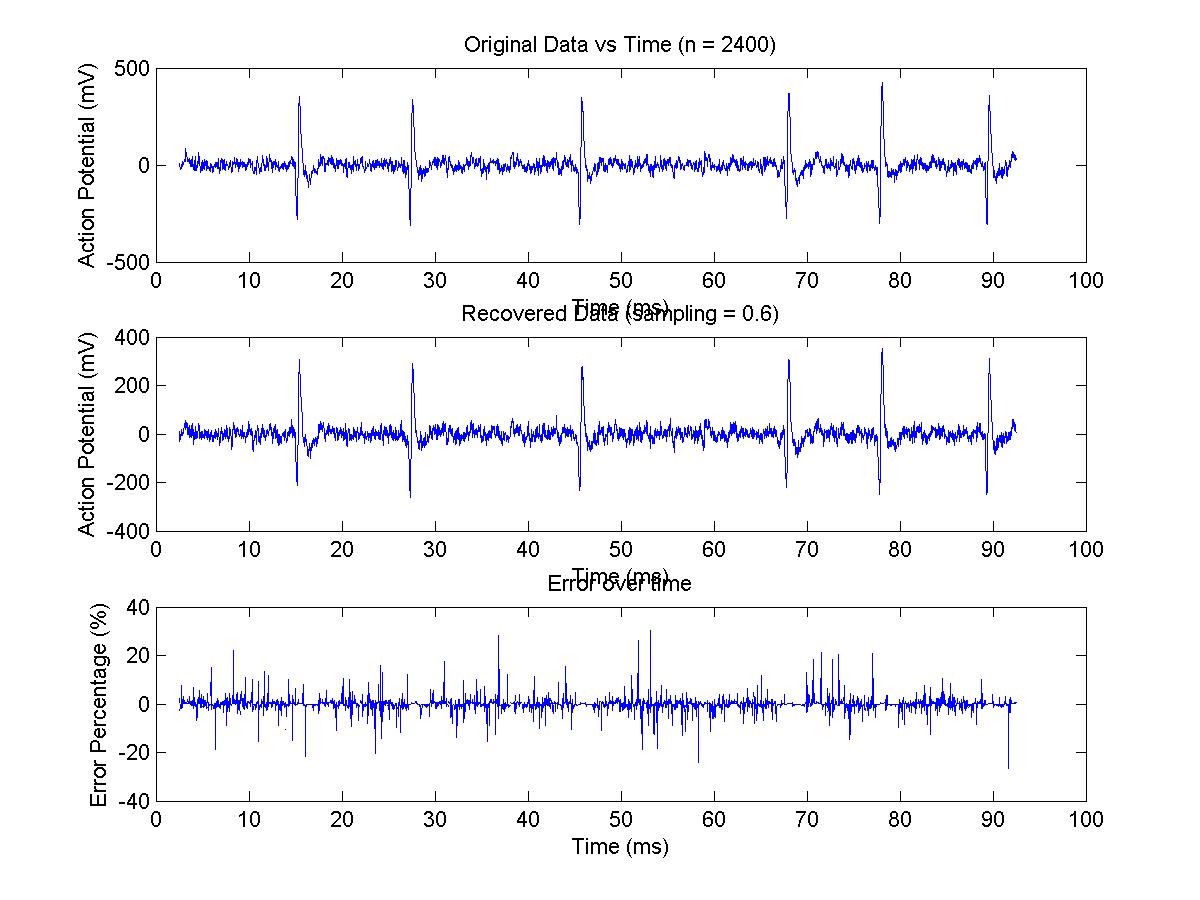 Original Data vs Time (n = 2400)
Action Potential (mV)
500
0
-500
0 10 20 30 40 50 60 70 80 90 100
Time (ms)
Recovered Data (sampling = 0.6)
Action Potential (mV)
400
200
0
-200
-400
0 10 20 30 40 50 60 70 80 90 100
Time (ms)
Error over time
Error Percentage (%)
40
20
0
-20
-40
0 10 20 30 40 50 60 70 80 90 100
Time (ms)